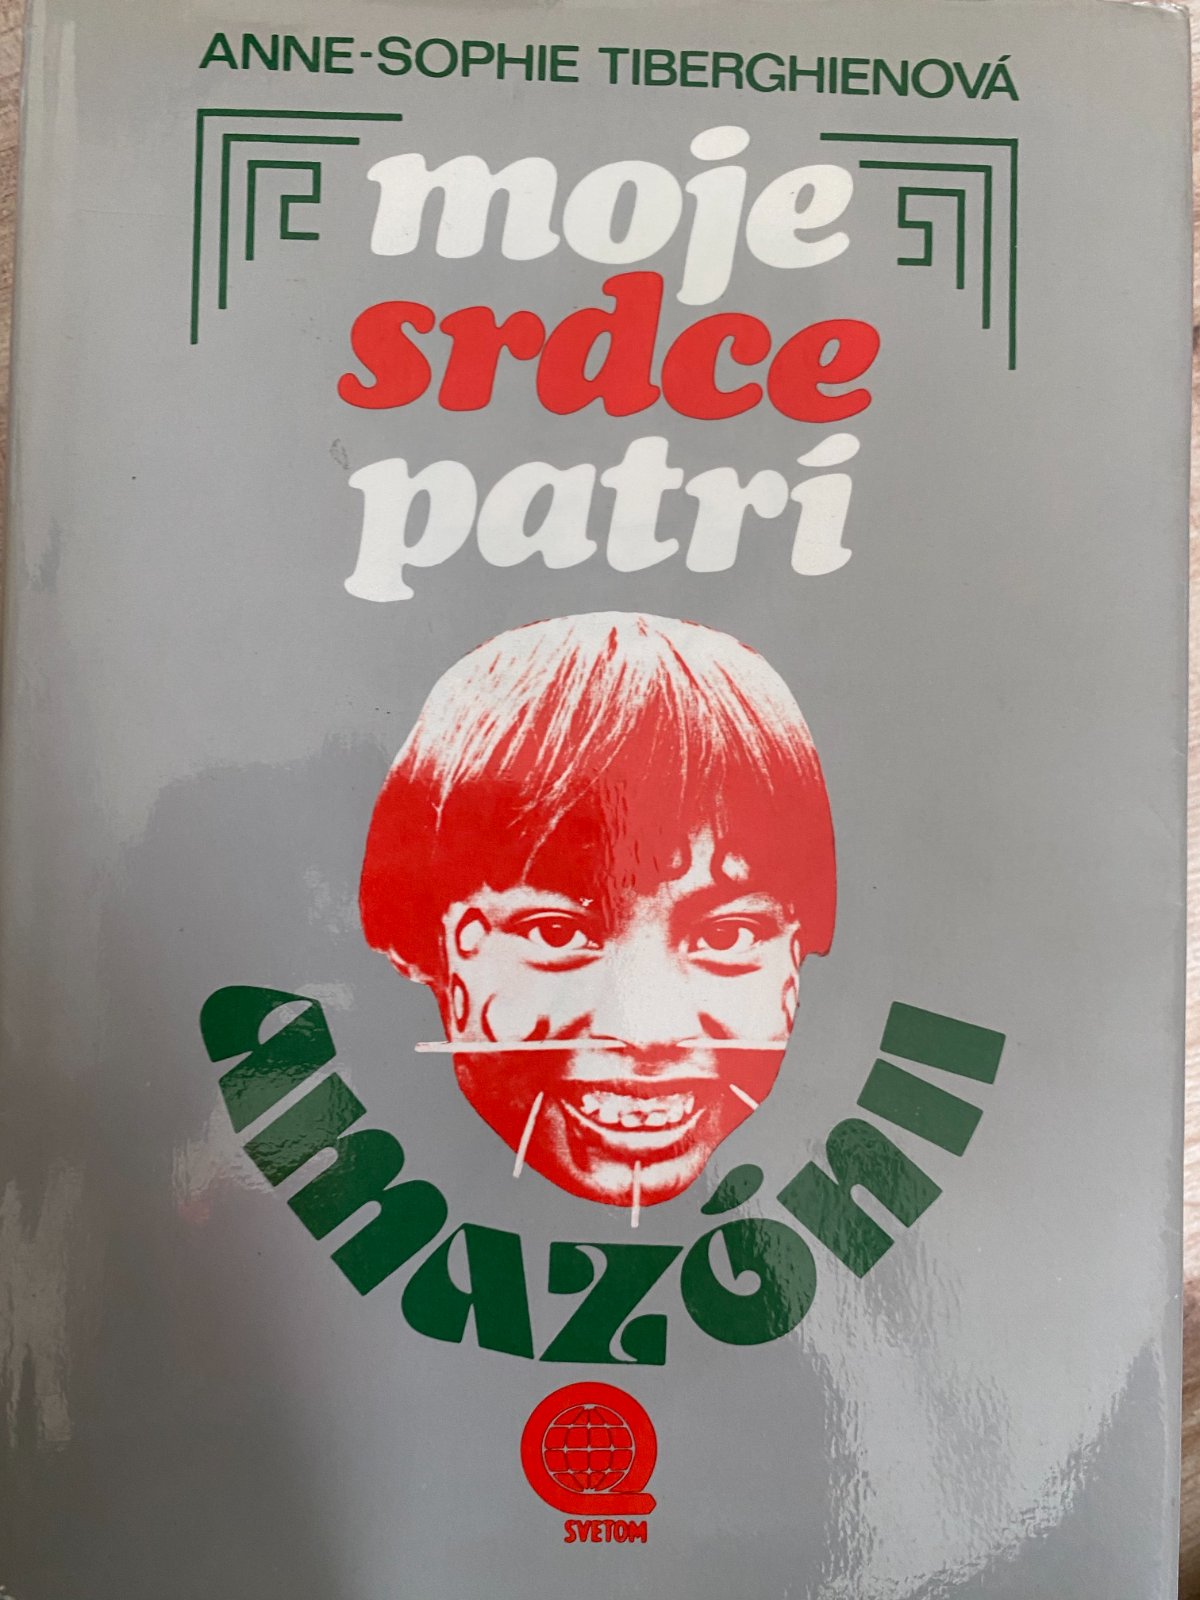 ANNE-SOPHIE TIBERGHIENOVÁ
moje
srdce
patrí
amazónii
SVETOM